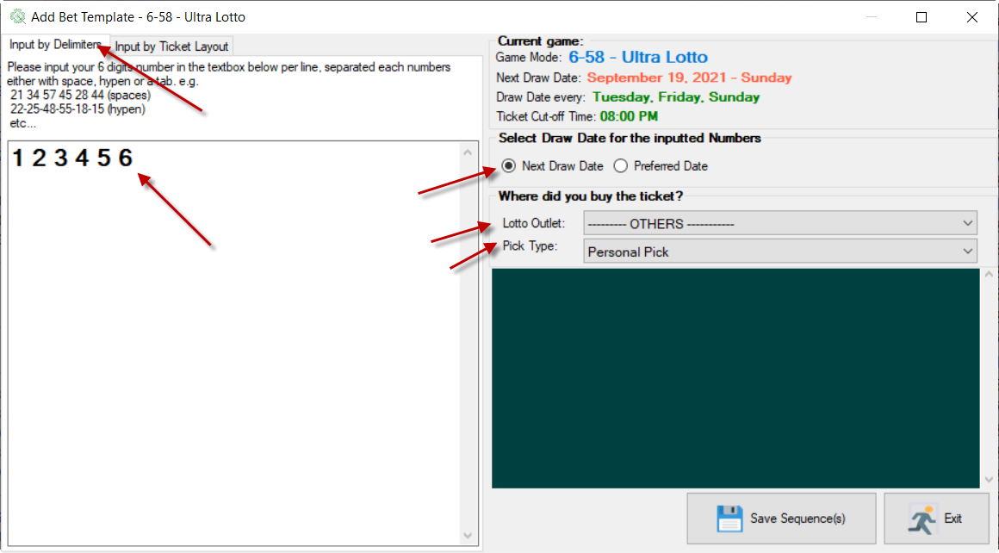 Add Bet Template - 6-58 - Ultra Lotto
Input by Delimiters
Input by Ticket Layout
Please input your 6 digits number in the textbox below per line, separated each numbers
either with space, hypen or a tab. e.g.
21 34 57 45 28 44 (spaces)
22-25-48-55-18-15 (hypen)
etc...
1 2 3 4 5 6
Current game:
Game Mode: 6-58 - Ultra Lotto
Next Draw Date: September 19, 2021 - Sunday
Draw Date every: Tuesday, Friday, Sunday
Ticket Cut-off Time: 08:00 PM
Select Draw Date for the inputted Numbers
Next Draw Date
Preferred Date
Where did you buy the ticket?
Lotto Outlet: --------- OTHERS -----------
Pick Type: Personal Pick
Save Sequence(s)
Exit